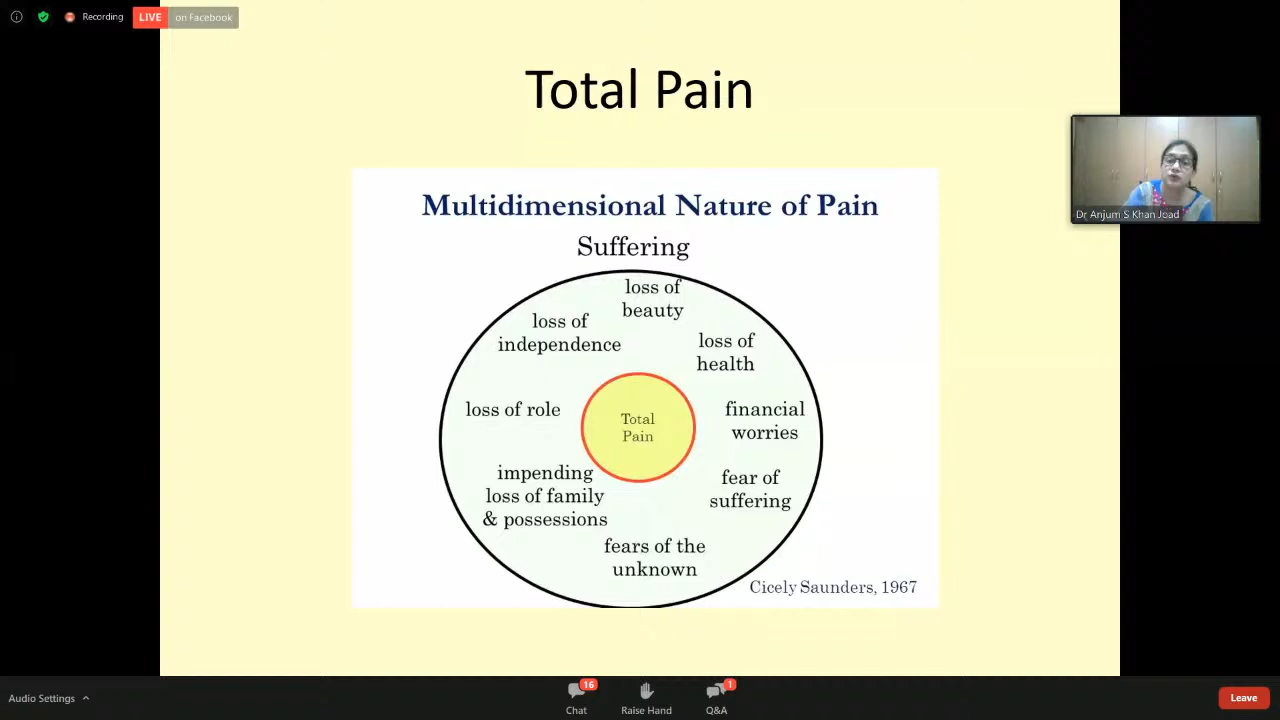 Recording
LIVE
on Facebook
Total Pain
Dr Anjum S Khan Joad
Multidimensional Nature of Pain
Suffering
loss of
beauty
loss of
independence
loss of
health
loss of role
Total
Pain
financial
worries
impending
loss of family
& possessions
fear of
suffering
fears of the
unknown
Cicely Saunders, 1967
Audio Settings
16
Chat
Raise Hand
1
Q&A
Leave